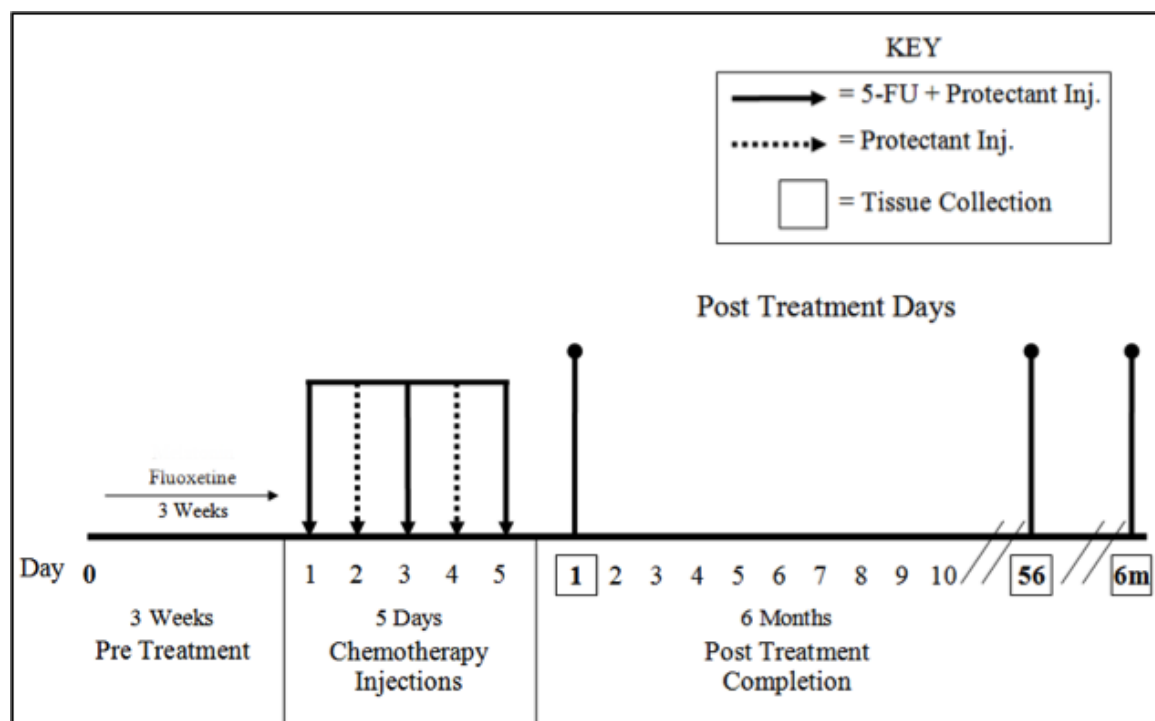 KEY
= 5-FU + Protectant Inj.
= Protectant Inj.
= Tissue Collection
Post Treatment Days
Fluoxetine
3 Weeks
Day 0 1 2 3 4 5 1 2 3 4 5 6 7 8 9 10 56 6m
3 Weeks
Pre Treatment
5 Days
Chemotherapy
Injections
6 Months
Post Treatment
Completion